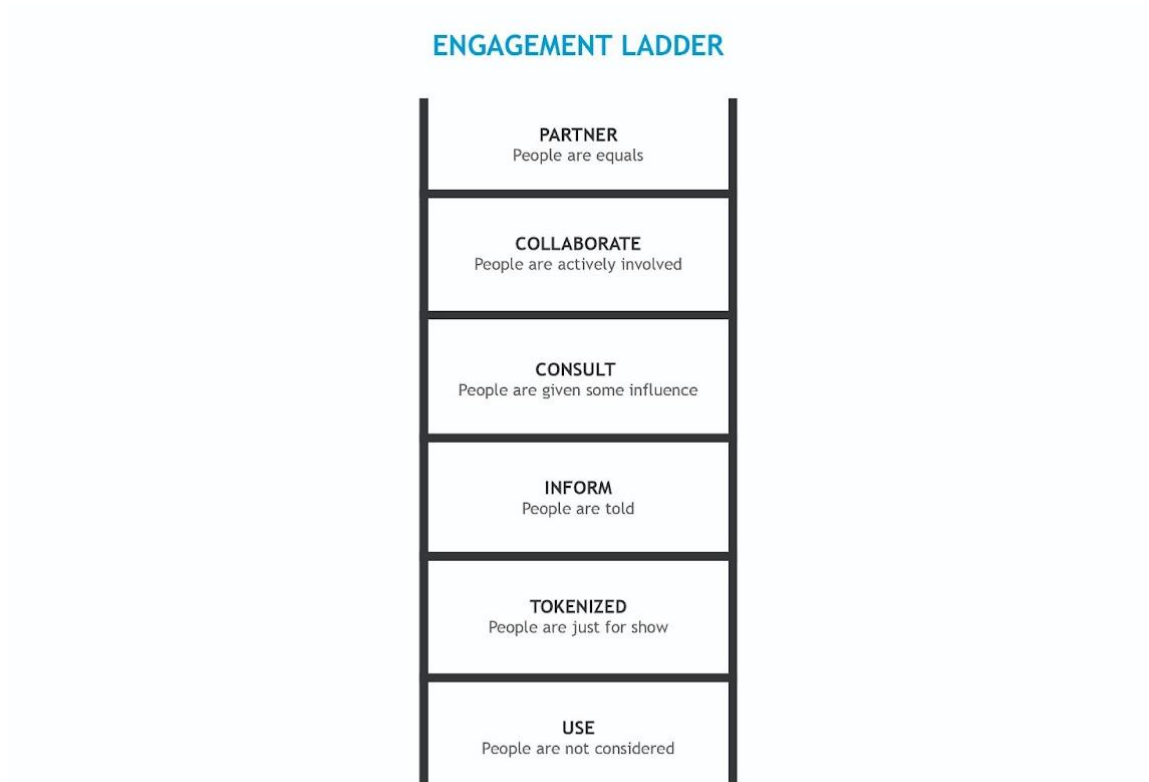 ENGAGEMENT LADDER
PARTNER
People are equals
COLLABORATE
People are actively involved
CONSULT
People are given some influence
INFORM
People are told
TOKENIZED
People are just for show
USE
People are not considered